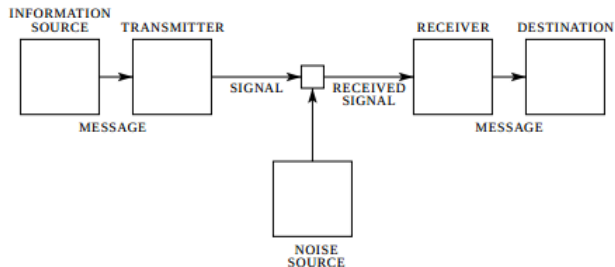 INFORMATION
SOURCE
TRANSMITTER
RECEIVER
DESTINATION
SIGNAL
RECEIVED
SIGNAL
MESSAGE
MESSAGE
NOISE
SOURCE